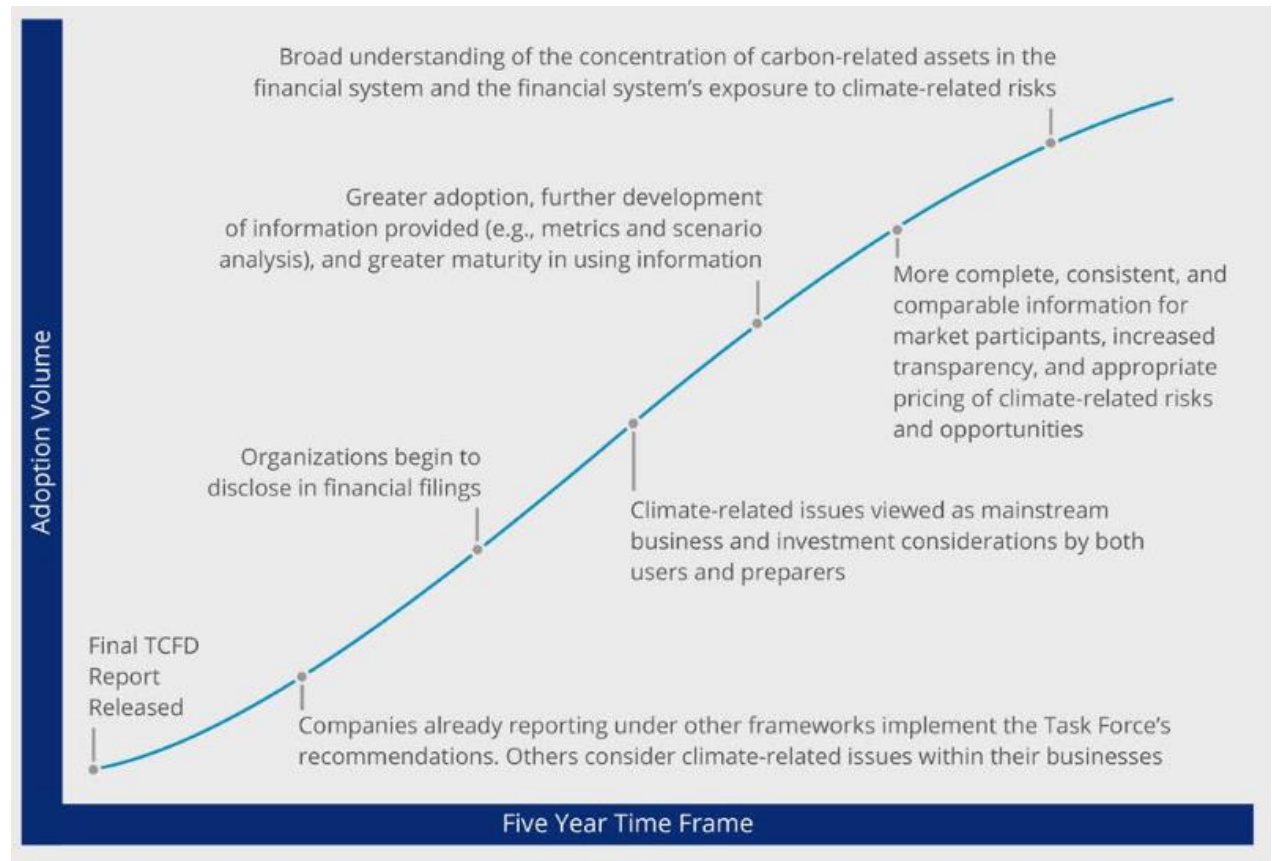 Broad understanding of the concentration of carbon-related assets in the
financial system and the financial system’s exposure to climate-related risks
Greater adoption, further development
of information provided (e.g., metrics and scenario
analysis), and greater maturity in using information
More complete, consistent, and
comparable information for
market participants, increased
transparency, and appropriate
pricing of climate-related risks
and opportunities
Adoption Volume
Organizations begin to
disclose in financial filings
Climate-related issues viewed as mainstream
business and investment considerations by both
users and preparers
Final TCFD
Report
Released
Companies already reporting under other frameworks implement the Task Force’s
recommendations. Others consider climate-related issues within their businesses
Five Year Time Frame